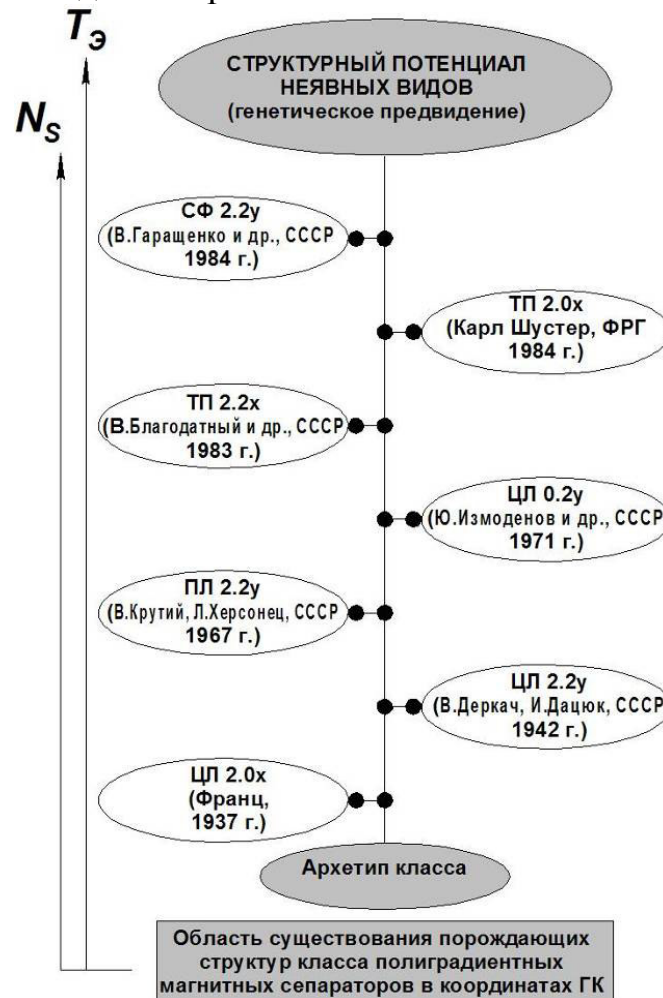 Tэ
NS
СТРУКТУРНЫЙ ПОТЕНЦИАЛ
НЕЯВНЫХ ВИДОВ
(генетическое предвидение)
СФ 2.2у
(В.Гаращенко и др., СССР
1984 г.)
ТП 2.0х
(Карл Шустер, ФРГ
1984 г.)
ТП 2.2х
(В.Благодатный и др., СССР
1983 г.)
ЦЛ 0.2у
(Ю.Измоденов и др., СССР
1971 г.)
ПЛ 2.2у
(В.Крутий, Л.Херсонец, СССР
1967 г.)
ЦЛ 2.2у
(В.Деркач, И.Дацюк, СССР
1942 г.)
ЦЛ 2.0х
(Франц,
1937 г.)
Архетип класса
Область существования порождающих
структур класса полиградиентных
магнитных сепараторов в координатах ГК